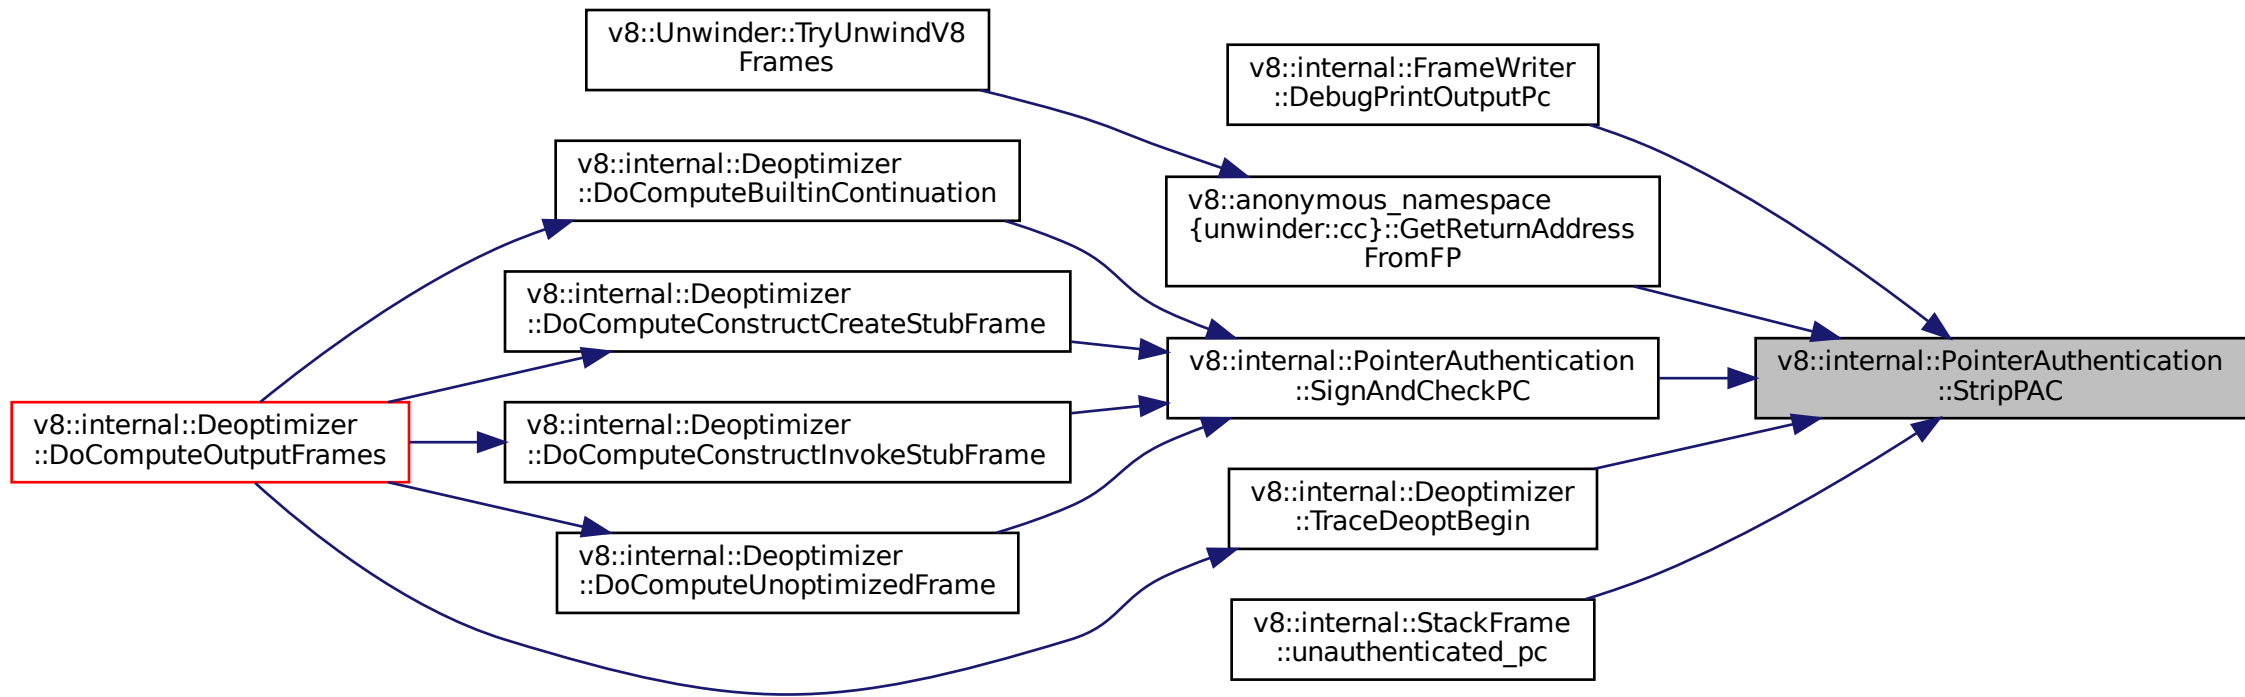 v8::Unwinder::TryUnwindV8
Frames
v8::internal::FrameWriter
::DebugPrintOutputPc
v8::internal::Deoptimizer
::DoComputeBuiltinContinuation
v8::anonymous_namespace
{unwinder::cc}::GetReturnAddress
FromFP
v8::internal::Deoptimizer
::DoComputeConstructCreateStubFrame
v8::internal::PointerAuthentication
::SignAndCheckPC
v8::internal::PointerAuthentication
::StripPAC
v8::internal::Deoptimizer
::DoComputeOutputFrames
v8::internal::Deoptimizer
::DoComputeConstructInvokeStubFrame
v8::internal::Deoptimizer
::TraceDeoptBegin
v8::internal::Deoptimizer
::DoComputeUnoptimizedFrame
v8::internal::StackFrame
::unauthenticated_pc